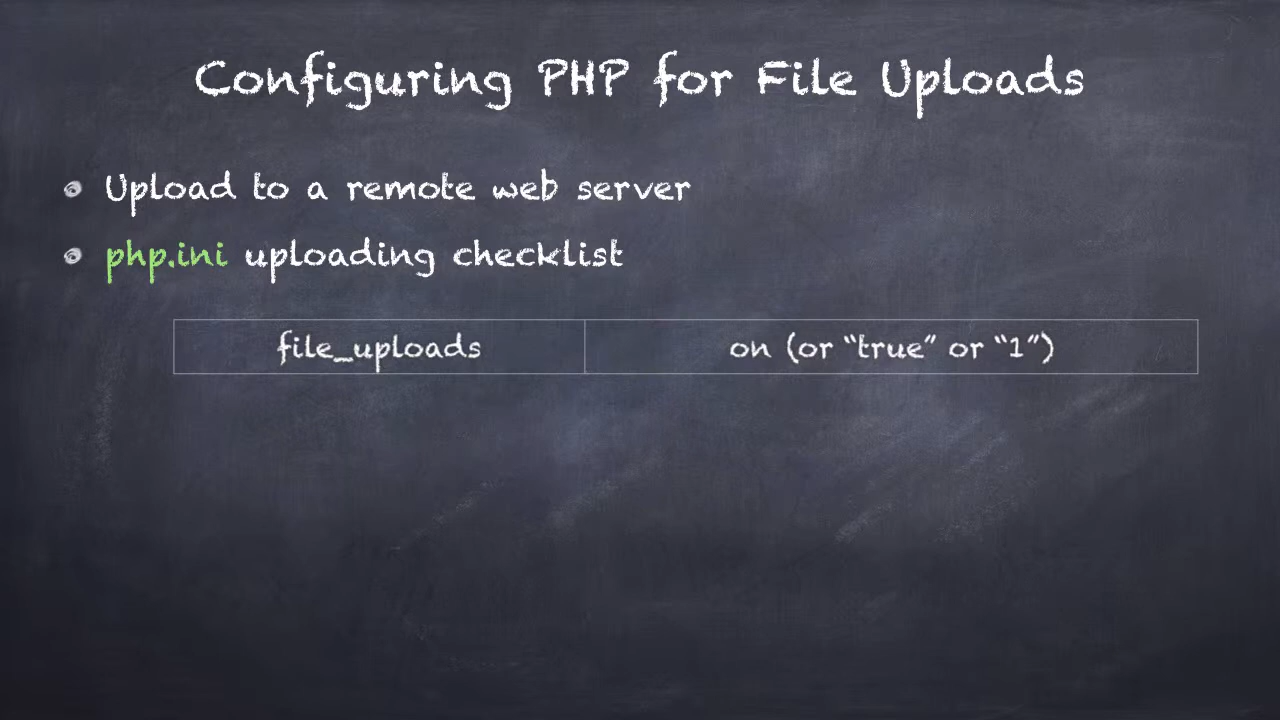 Configuring PHP for File Uploads
Upload to a remote web server
php.ini uploading checklist
file_uploads on (or “true” or “1”)